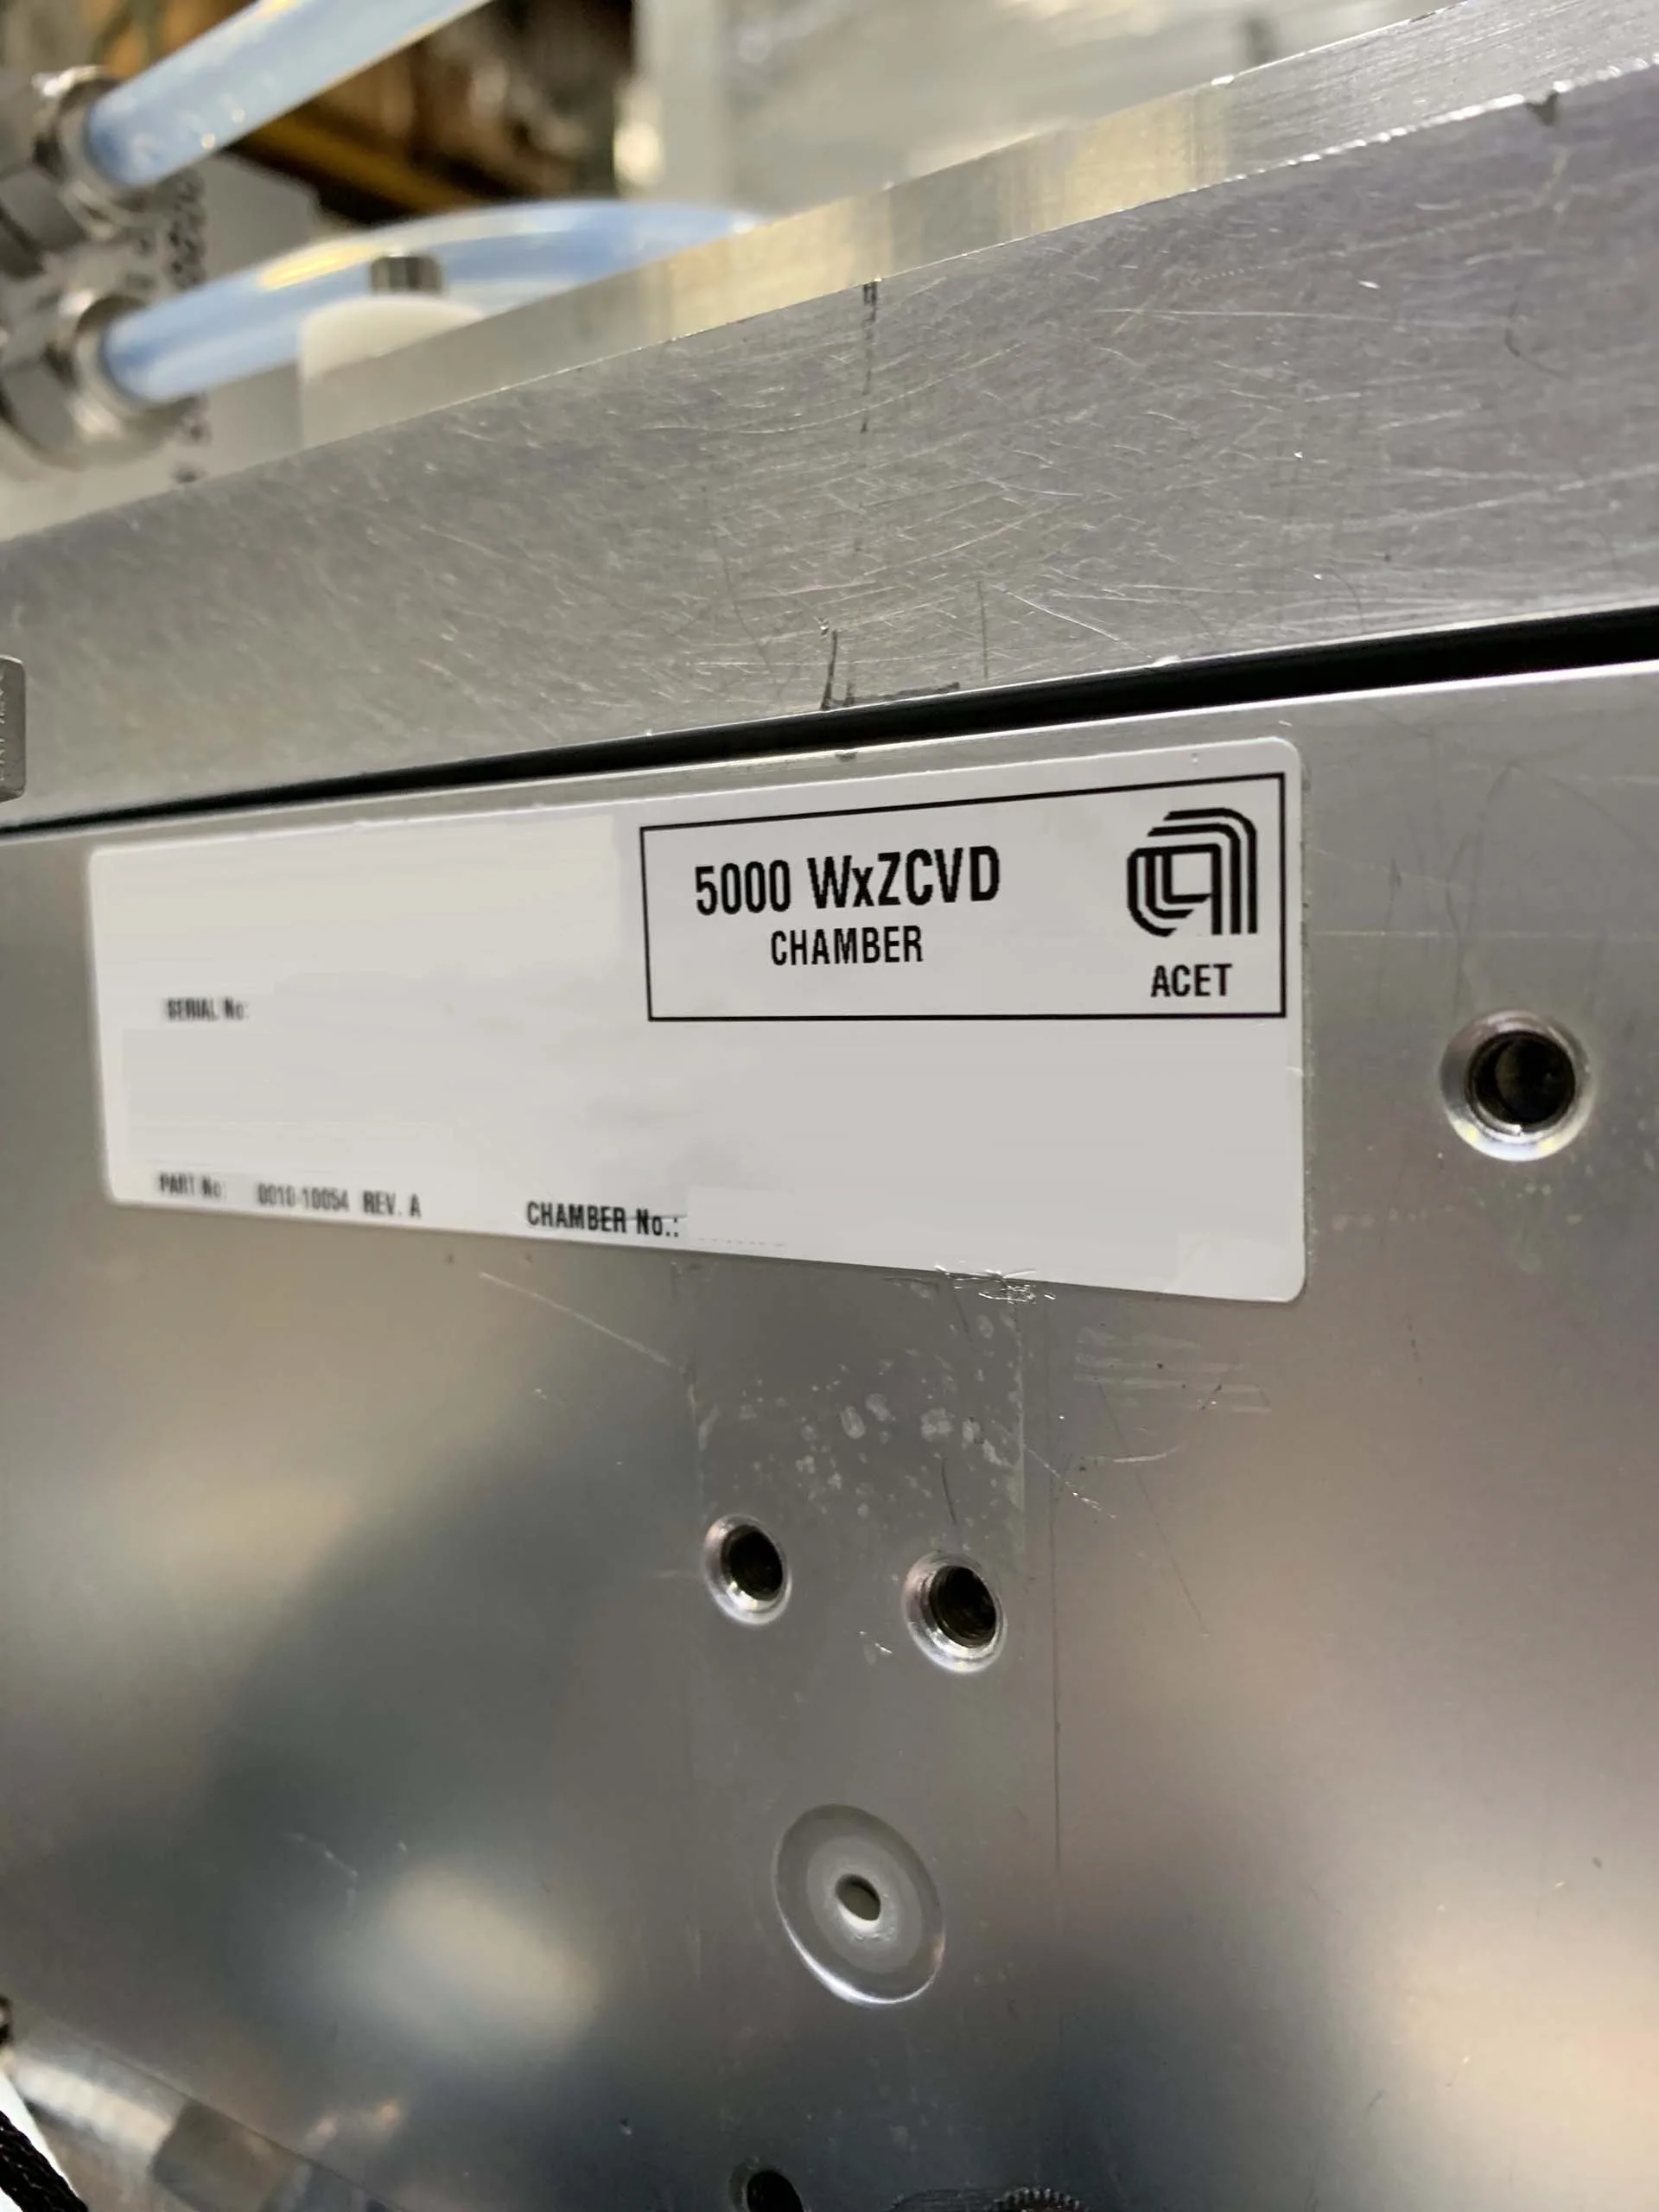 5000 WxZCVD
CHAMBER
ACET
SERIAL No:
PART No: 0010-10054 REV. A
CHAMBER No.: